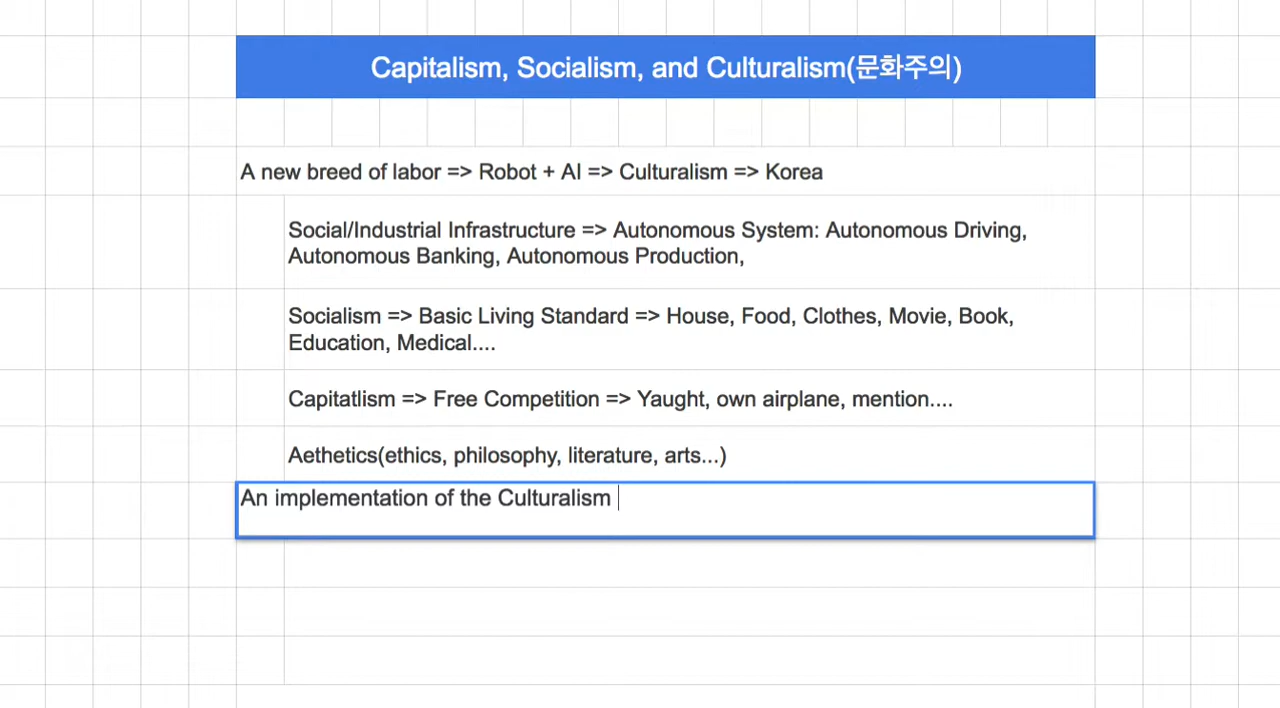 Capitalism, Socialism, and Culturalism(문화주의)
A new breed of labor => Robot + AI => Culturalism => Korea
Social/Industrial Infrastructure => Autonomous System: Autonomous Driving,
Autonomous Banking, Autonomous Production,
Socialism => Basic Living Standard => House, Food, Clothes, Movie, Book,
Education, Medical....
Capitatlism => Free Competition => Yaught, own airplane, mention....
Aethetics(ethics, philosophy, literature, arts...)
An implementation of the Culturalism